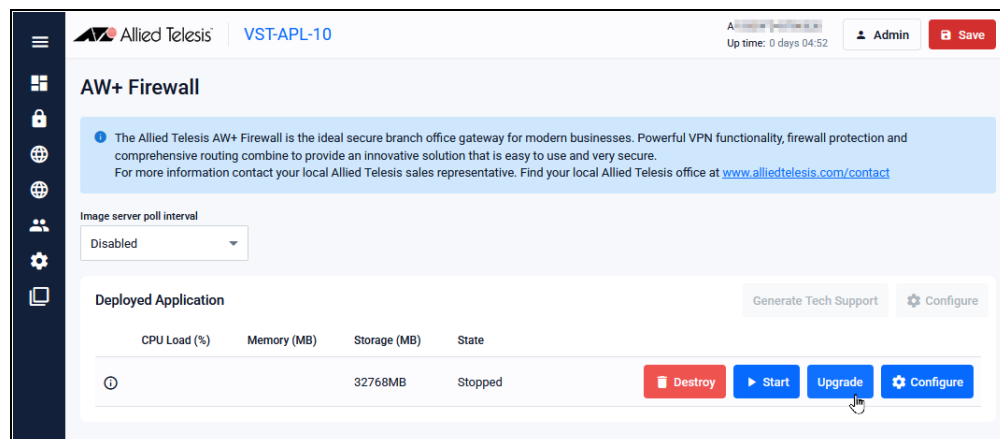 Allied Telesis
VST-APL-10
Up time: 0 days 04:52
Admin
Save
AW+ Firewall
The Allied Telesis AW+ Firewall is the ideal secure branch office gateway for modern businesses. Powerful VPN functionality, firewall protection and
comprehensive routing combine to provide an innovative solution that is easy to use and very secure.
For more information contact your local Allied Telesis sales representative. Find your local Allied Telesis office at www.alliedtelesis.com/contact
Image server poll interval
Disabled
Deployed Application
Generate Tech Support
Configure
CPU Load (%) Memory (MB) Storage (MB) State
32768MB Stopped Destroy Start Upgrade Configure